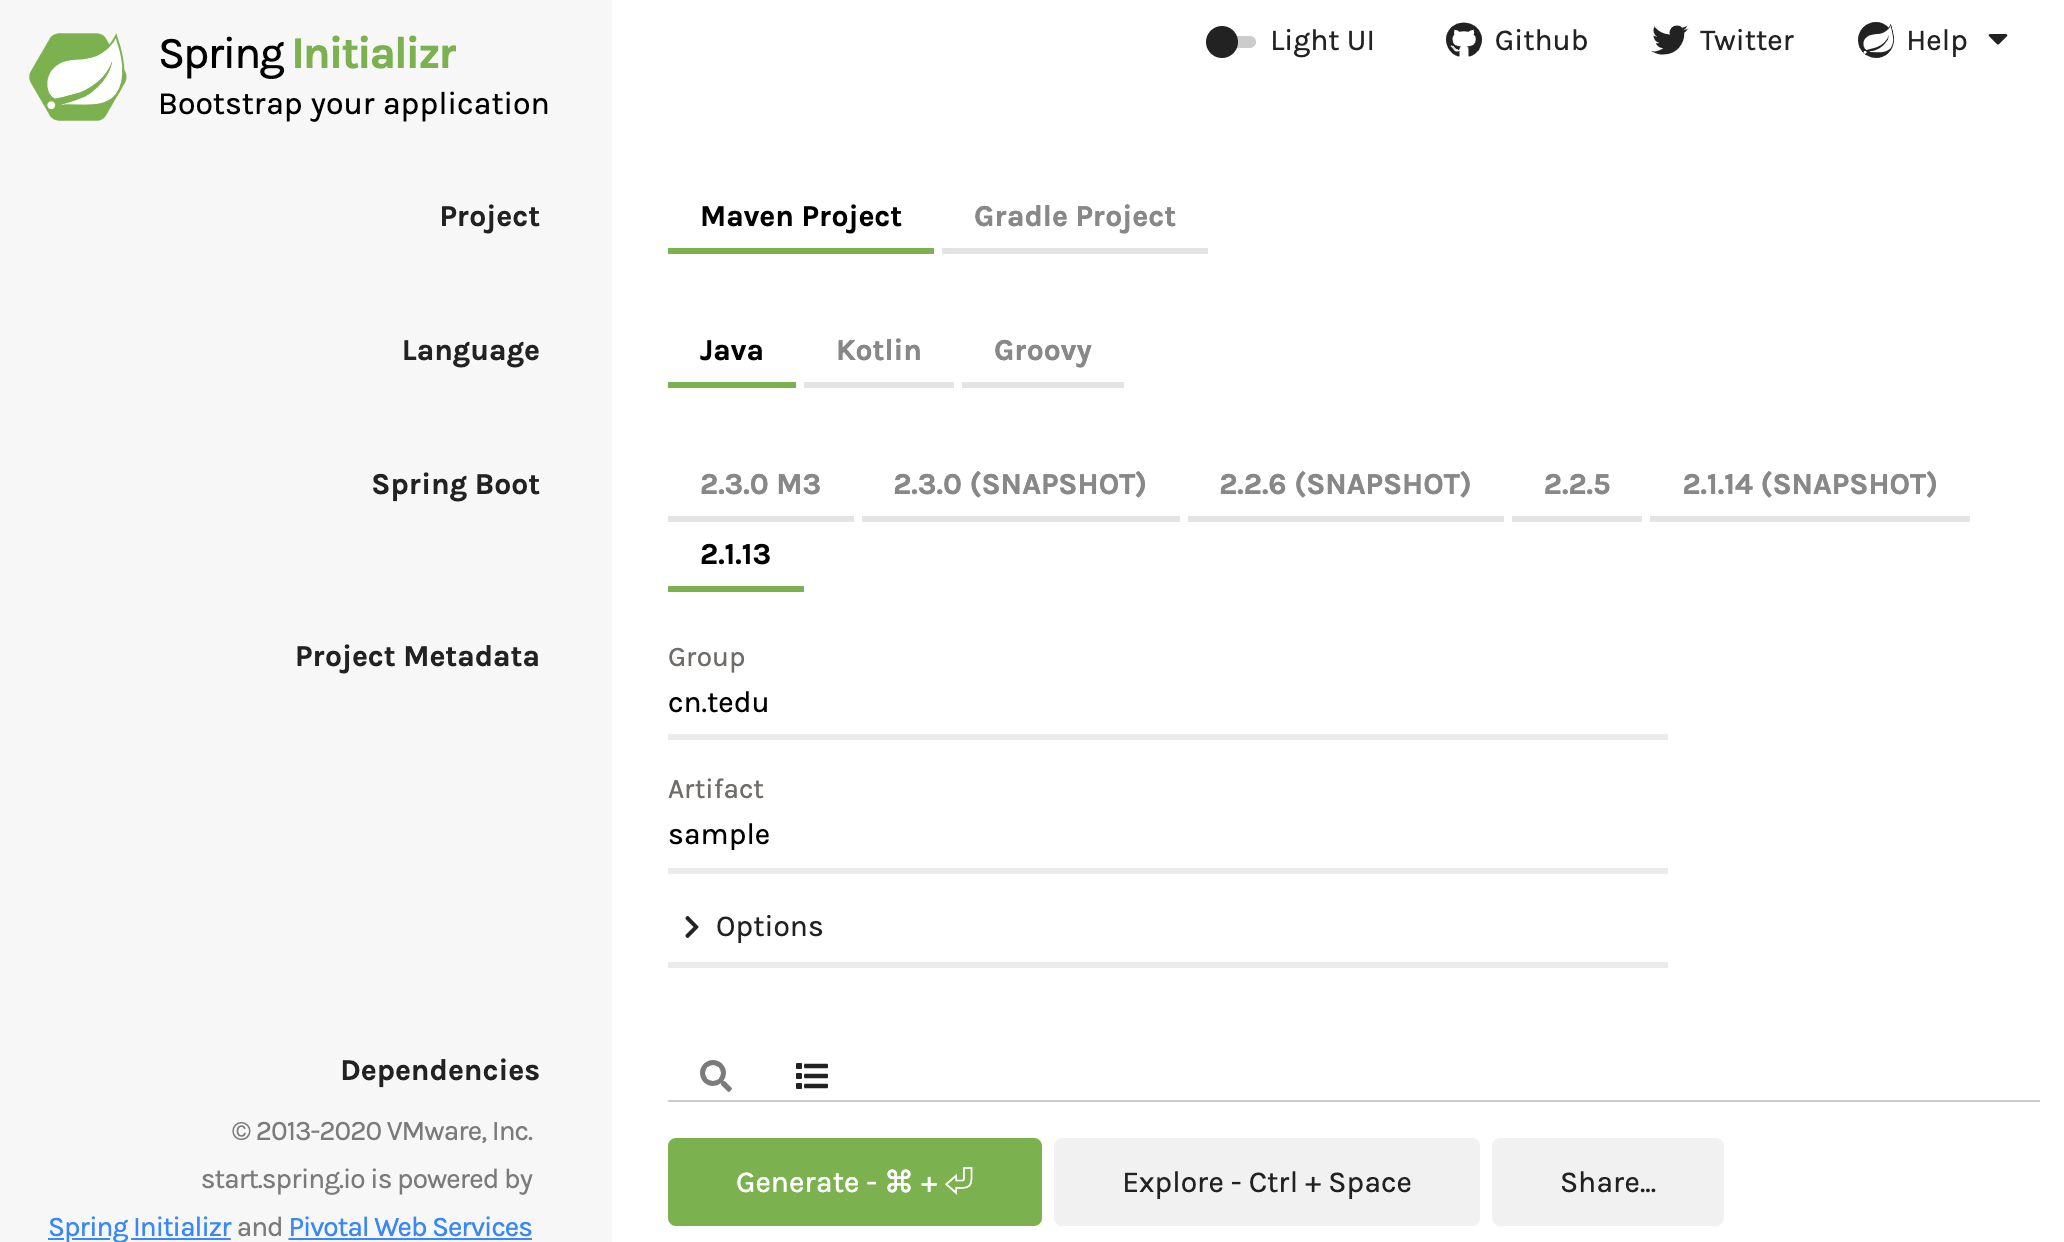 Spring Initializr
Bootstrap your application
Light UI Github Twitter Help
Project
Maven Project Gradle Project
Language
Java Kotlin Groovy
Spring Boot
2.3.0 M3 2.3.0 (SNAPSHOT) 2.2.6 (SNAPSHOT) 2.2.5 2.1.14 (SNAPSHOT)
2.1.13
Project Metadata
Group
cn.tedu
Artifact
sample
Options
Dependencies
© 2013-2020 VMware, Inc.
start.spring.io is powered by
Spring Initializr and Pivotal Web Services
Generate - ⌘ + ⏎ Explore - Ctrl + Space Share...